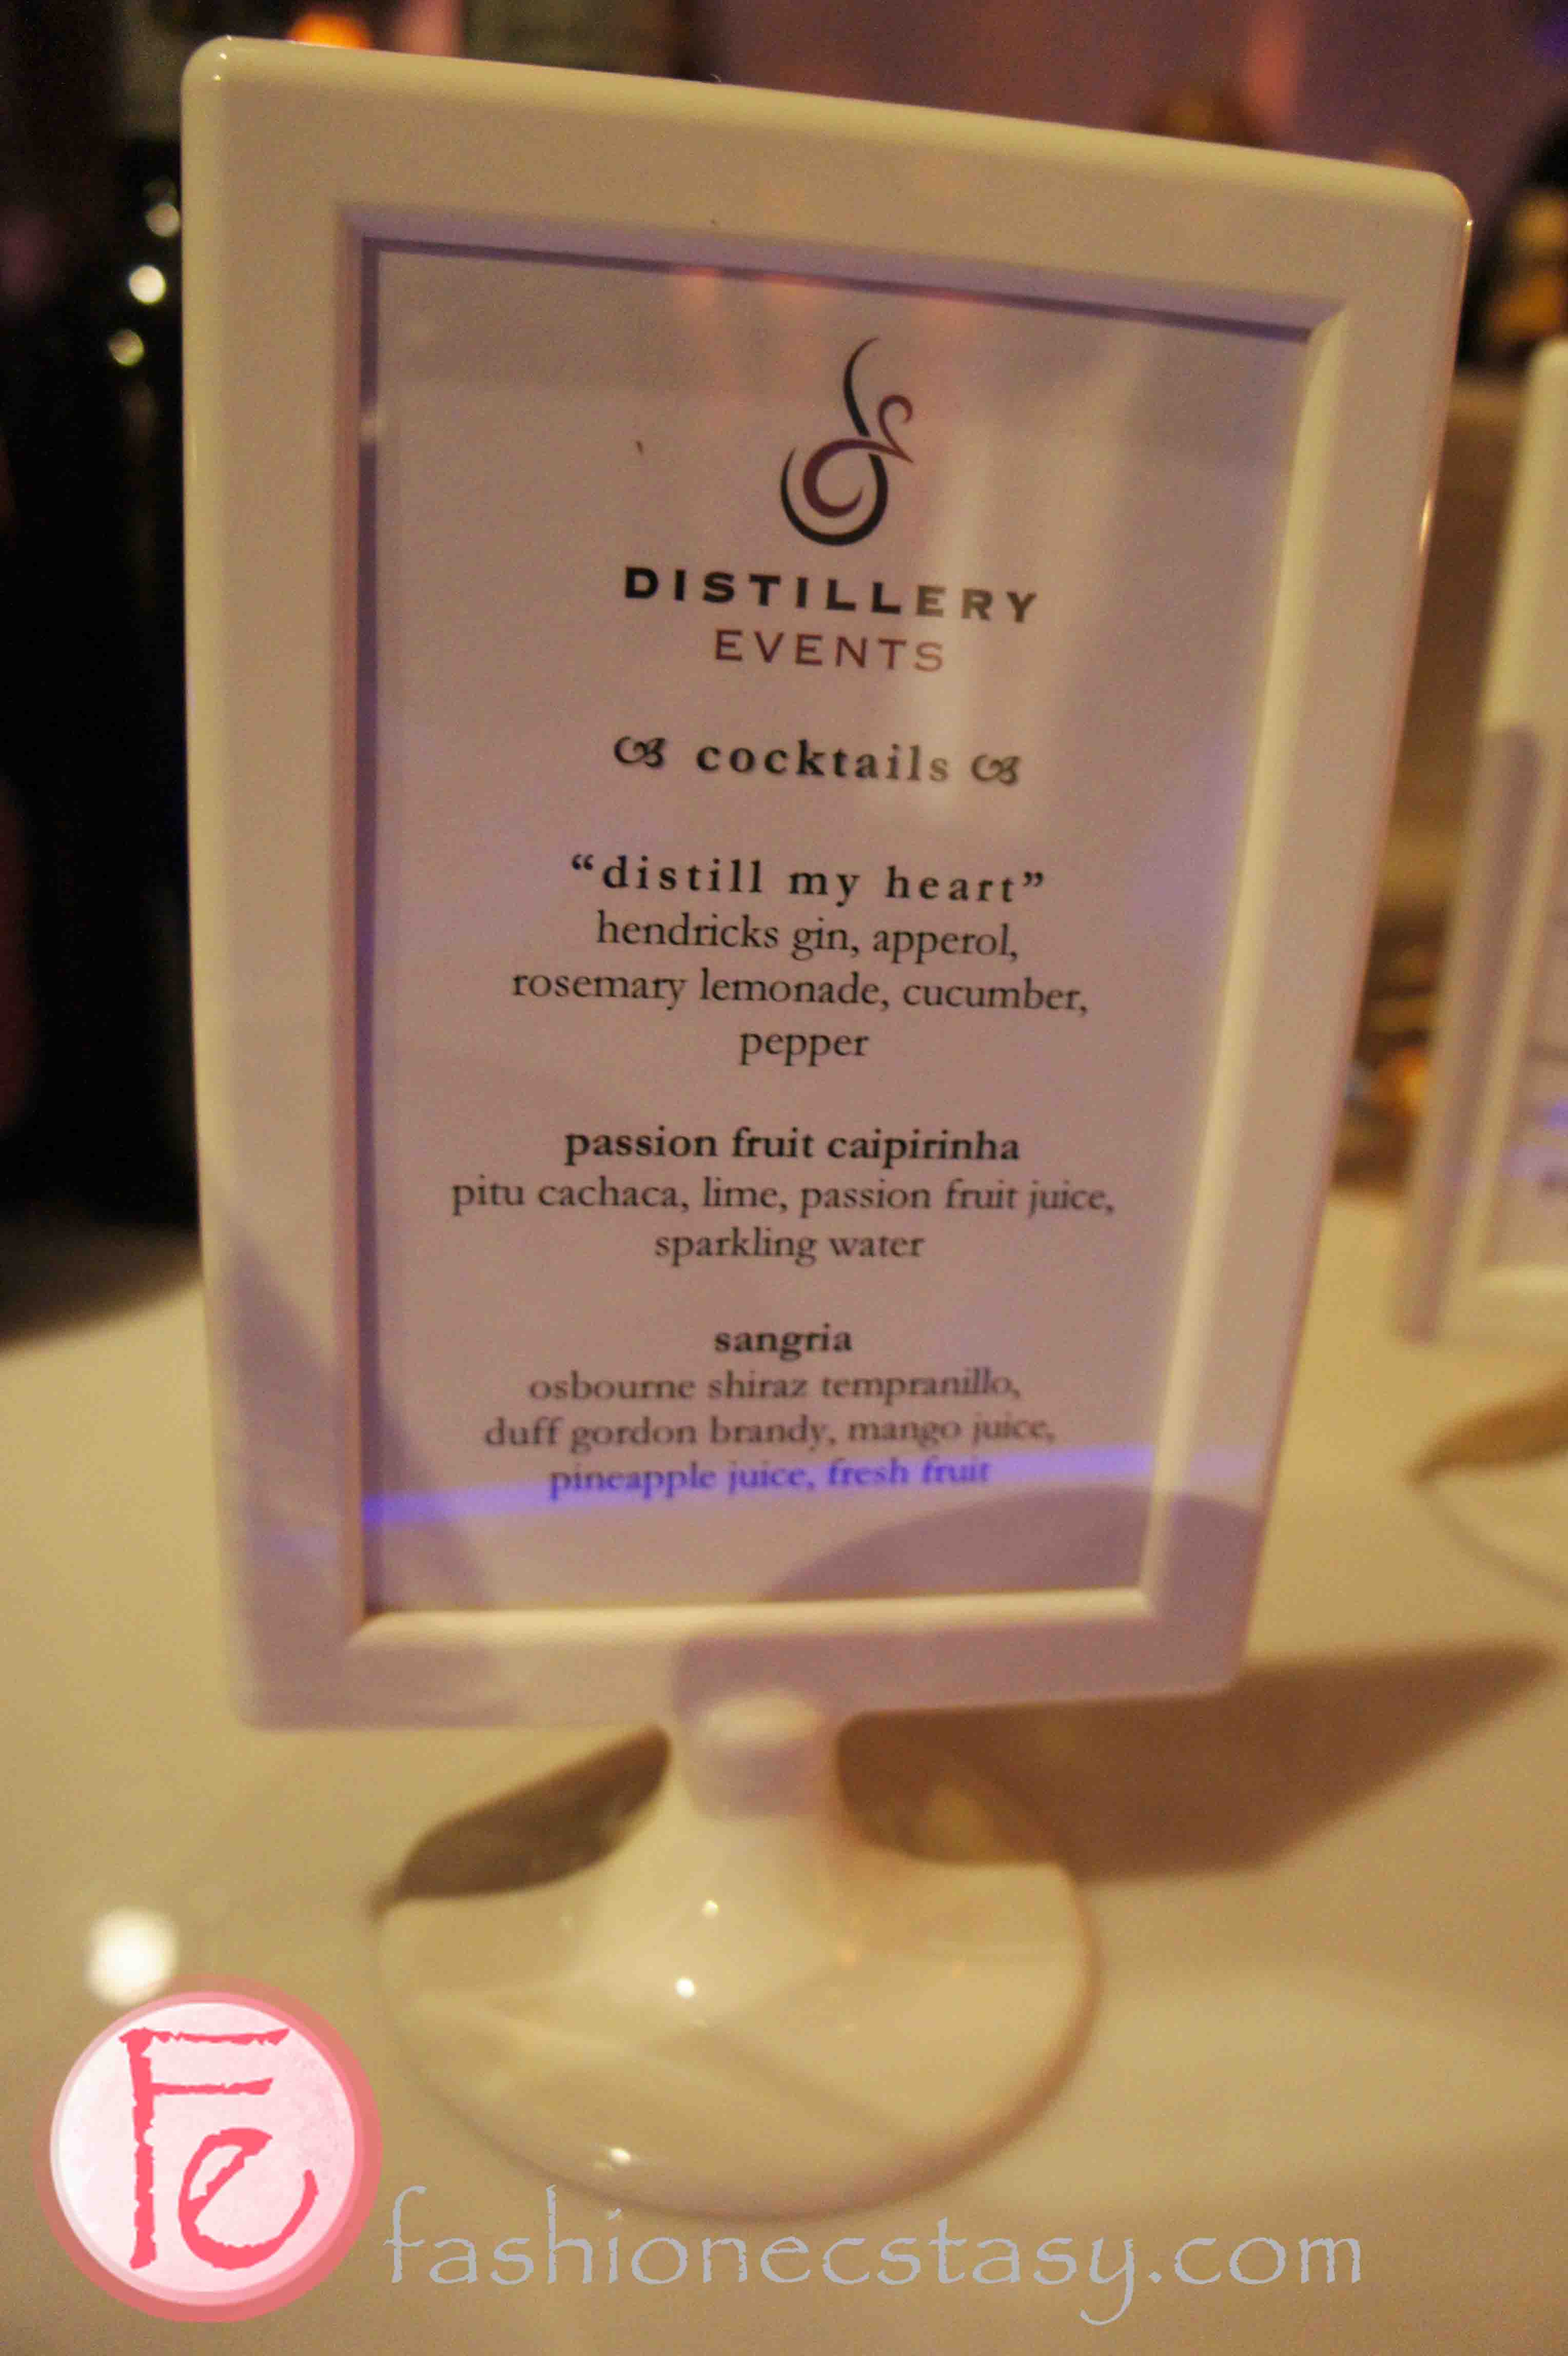 DISTILLERY
EVENTS
cocktails
“distill my heart”
hendricks gin, apperol,
rosemary lemonade, cucumber,
pepper
passion fruit caipirinha
pitu cachaca, lime, passion fruit juice,
sparkling water
sangria
osbourne shiraz tempranillo,
duff gordon brandy, mango juice,
pineapple juice, fresh fruit
Fe
fashionecstasy.com